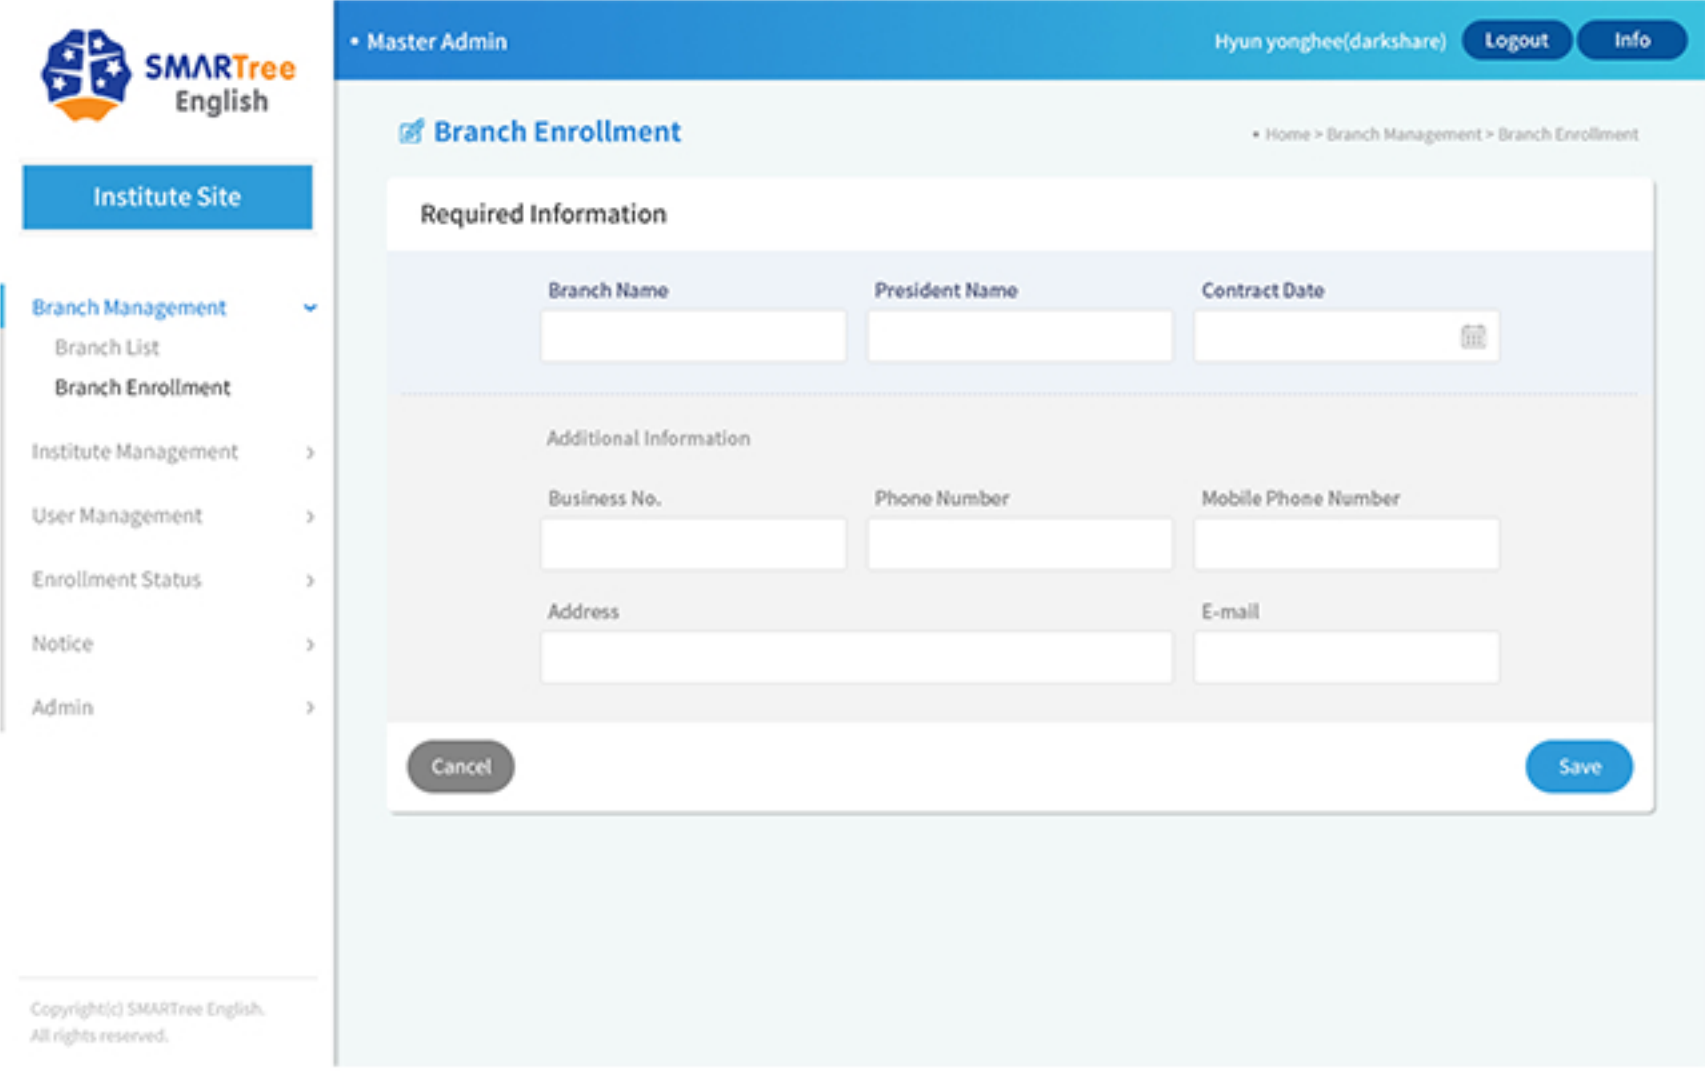 SMARTree
English
Institute Site
Branch Management
Branch List
Branch Enrollment
Institute Management
User Management
Enrollment Status
Notice
Admin
Copyright(c) SMARTree English.
All rights reserved.
• Master Admin
Hyun yonghee(darkshare)
Logout
Info
Branch Enrollment
• Home > Branch Management > Branch Enrollment
Required Information
Branch Name
President Name
Contract Date
Additional Information
Business No.
Phone Number
Mobile Phone Number
Address
E-mail
Cancel
Save